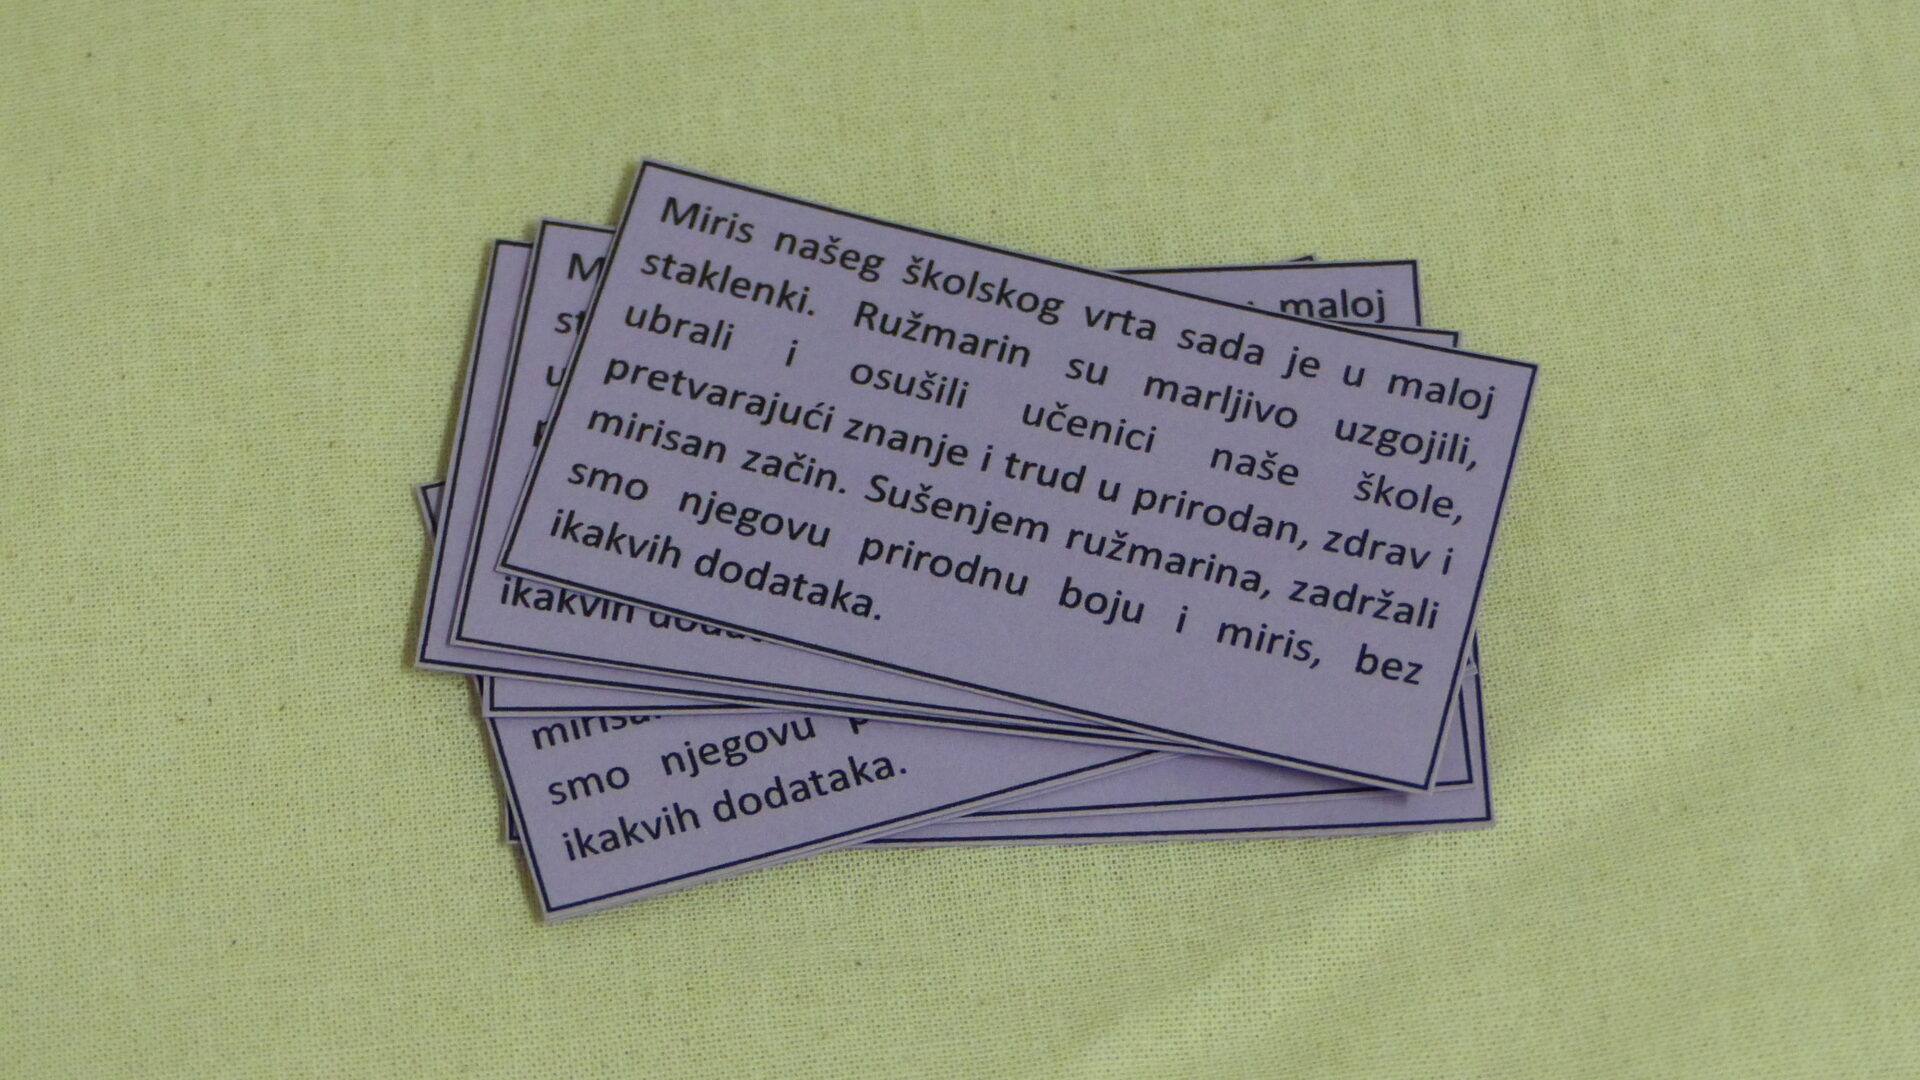 Miris našeg školskog vrta sada je u maloj
staklenki. Ružmarin su marljivo uzgojili,
ubrali i osušili učenici naše škole,
pretvarajući znanje i trud u prirodan, zdrav i
mirisan začin. Sušenjem ružmarina, zadržali
smo njegovu prirodnu boju i miris, bez
ikakvih dodataka.
maloj
ikakvih
smo njegovu
ikakvih dodataka.